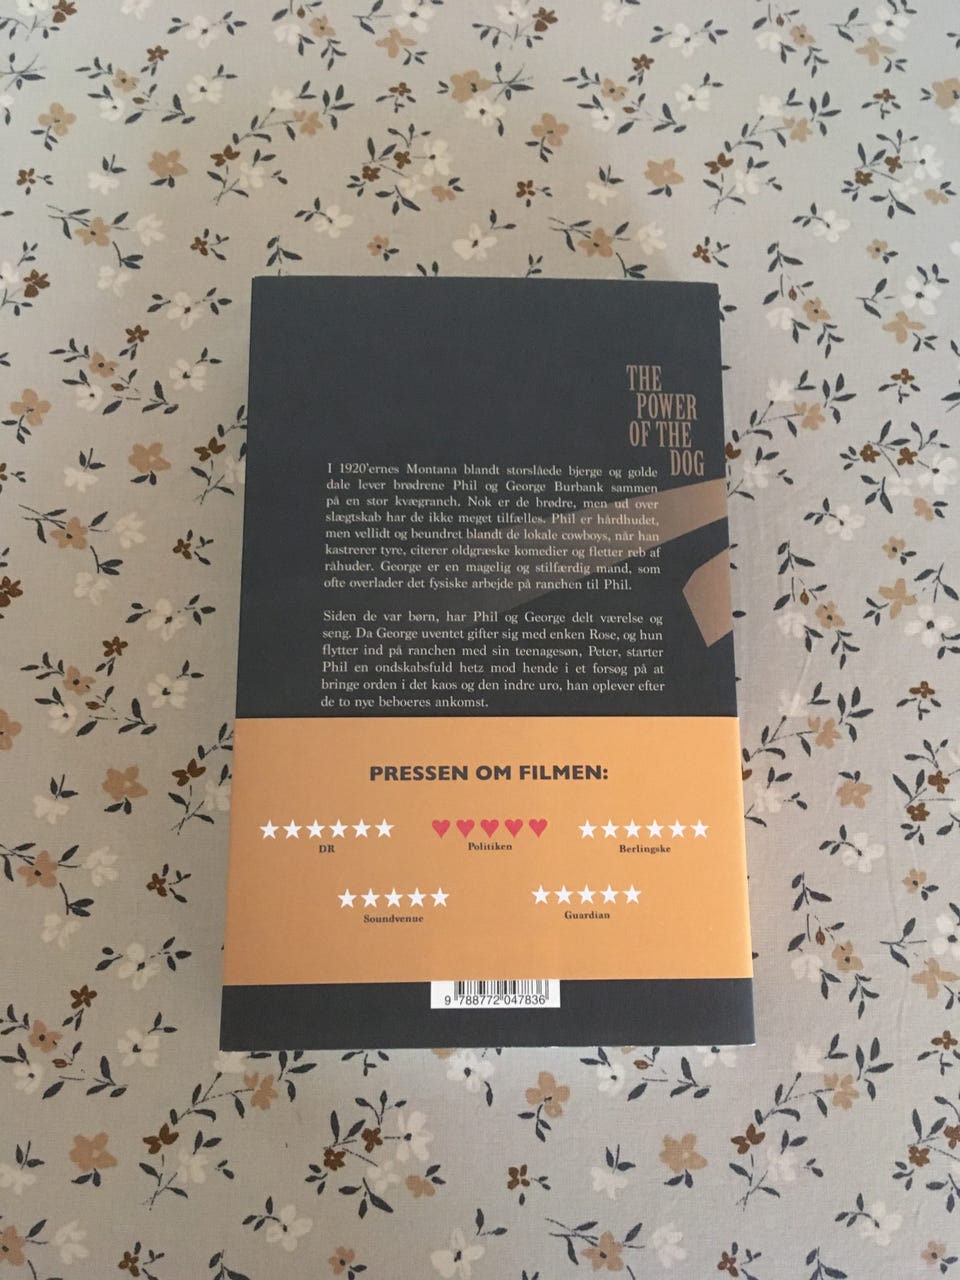 THE
POWER
OF THE
DOG
I 1920'ernes Montana blandt storslåede bjerge og golde
dale lever brødrene Phil og George Burbank sammen
på en stor kvægranch. Nok er de brødre, men ud over
slægtskab har de ikke meget tilfælles. Phil er hårdhudet,
men vellidt og beundret blandt de lokale cowboys, når han
kastrerer tyre, citerer oldgræske komedier og fletter reb af
råhuder. George er en magelig og stilfærdig mand, som
ofte overlader det fysiske arbejde på ranchen til Phil.
Siden de var børn, har Phil og George delt værelse og
seng. Da George uventet gifter sig med enken Rose, og hun
flytter ind på ranchen med sin teenagesøn, Peter, starter
Phil en ondskabsfuld hetz mod hende i et forsøg på at
bringe orden i det kaos og den indre uro, han oplever efter
de to nye beboeres ankomst.
PRESSEN OM FILMEN:
★★★★★★ ♥♥♥♥♥ ★★★★★★
DR Politiken Berlingske
★★★★★ ★★★★★
Soundvenue Guardian
9 788772 047836